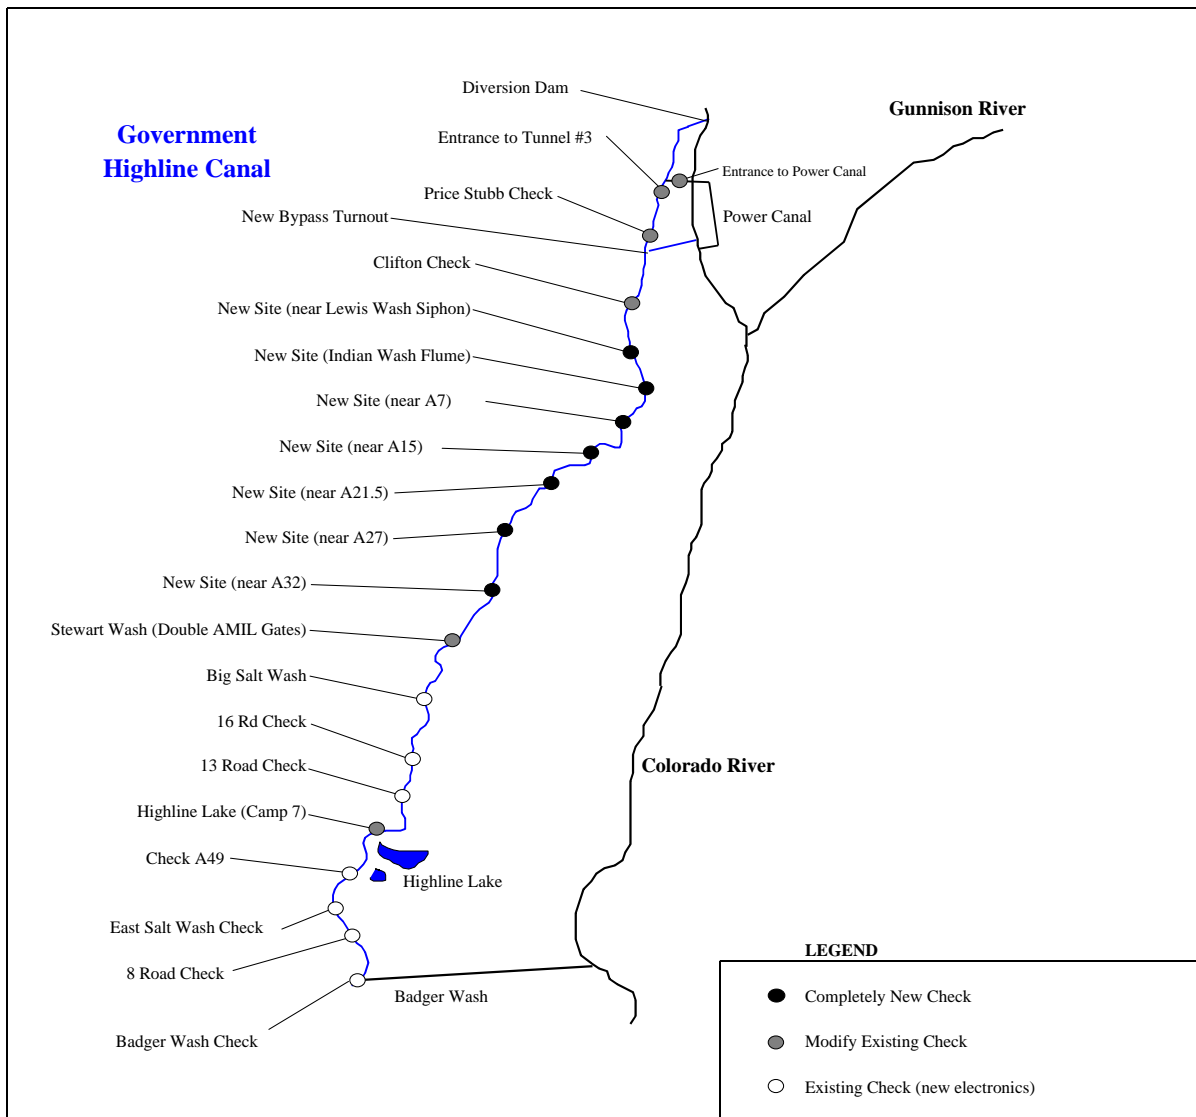 Diversion Dam
Gunnison River
Government
Highline Canal
Entrance to Tunnel #3
Entrance to Power Canal
Price Stubb Check
New Bypass Turnout
Power Canal
Clifton Check
New Site (near Lewis Wash Siphon)
New Site (Indian Wash Flume)
New Site (near A7)
New Site (near A15)
New Site (near A21.5)
New Site (near A27)
New Site (near A32)
Stewart Wash (Double AMIL Gates)
Big Salt Wash
16 Rd Check
13 Road Check
Colorado River
Highline Lake (Camp 7)
Check A49
Highline Lake
East Salt Wash Check
8 Road Check
Badger Wash
Badger Wash Check
LEGEND
Completely New Check
Modify Existing Check
Existing Check (new electronics)